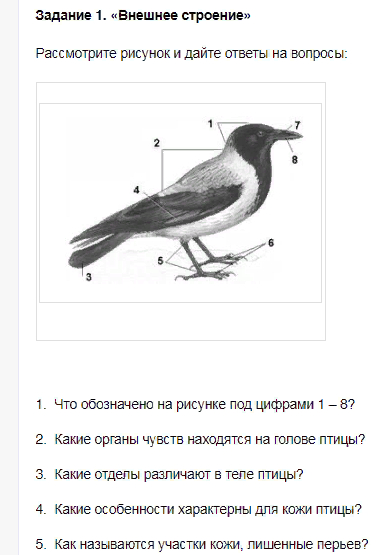 Задание 1. «Внешнее строение»
Рассмотрите рисунок и дайте ответы на вопросы:
1
7
2
8
4
5
6
3
1. Что обозначено на рисунке под цифрами 1 – 8?
2. Какие органы чувств находятся на голове птицы?
3. Какие отделы различают в теле птицы?
4. Какие особенности характерны для кожи птицы?
5. Как называются участки кожи, лишенные перьев?